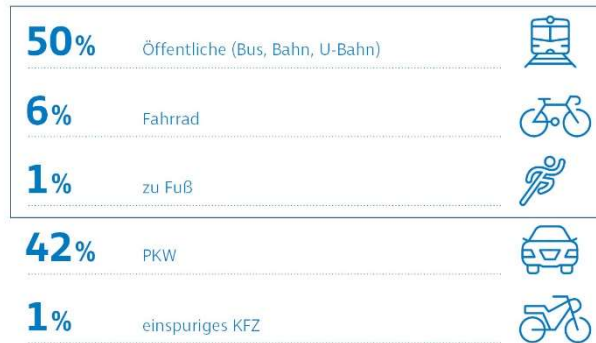 50% Öffentliche (Bus, Bahn, U-Bahn)
6% Fahrrad
1% zu Fuß
42% PKW
1% einspuriges KFZ